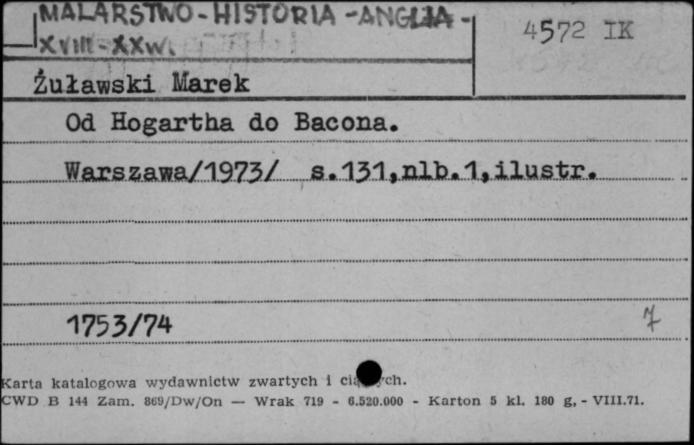 MALARSTWO-HISTORIA-ANGLIA-
XVIII-XXw.
4572 IK
Żuławski Marek
Od Hogartha do Bacona.
Warszawa/1973/ s.131,nlb.1,ilustr.
1753/74
7
Karta katalogowa wydawnictw zwartych i
CWD B 144 Zam. 869/Dw/On — Wrak 719 - 6.520.000 - Karton 5 kl. 180 g, - VIII.71.